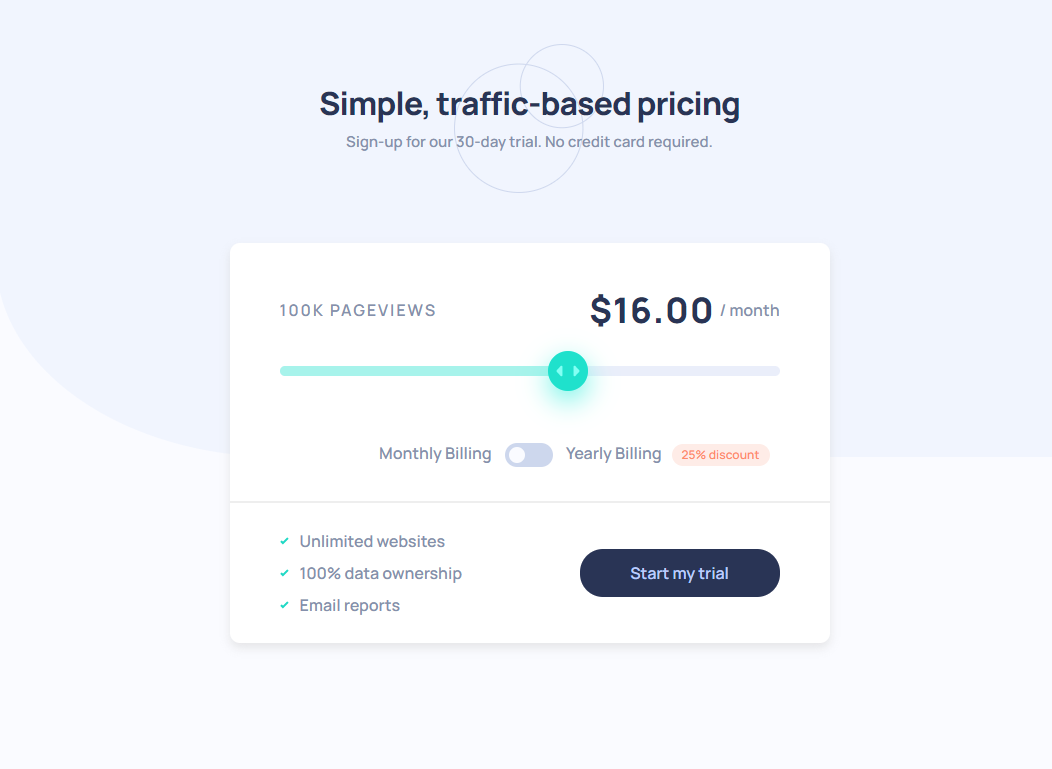 Simple, traffic-based pricing
Sign-up for our 30-day trial. No credit card required.
100K PAGEVIEWS
$16.00 / month
Monthly Billing
Yearly Billing
25% discount
Unlimited websites
100% data ownership
Email reports
Start my trial